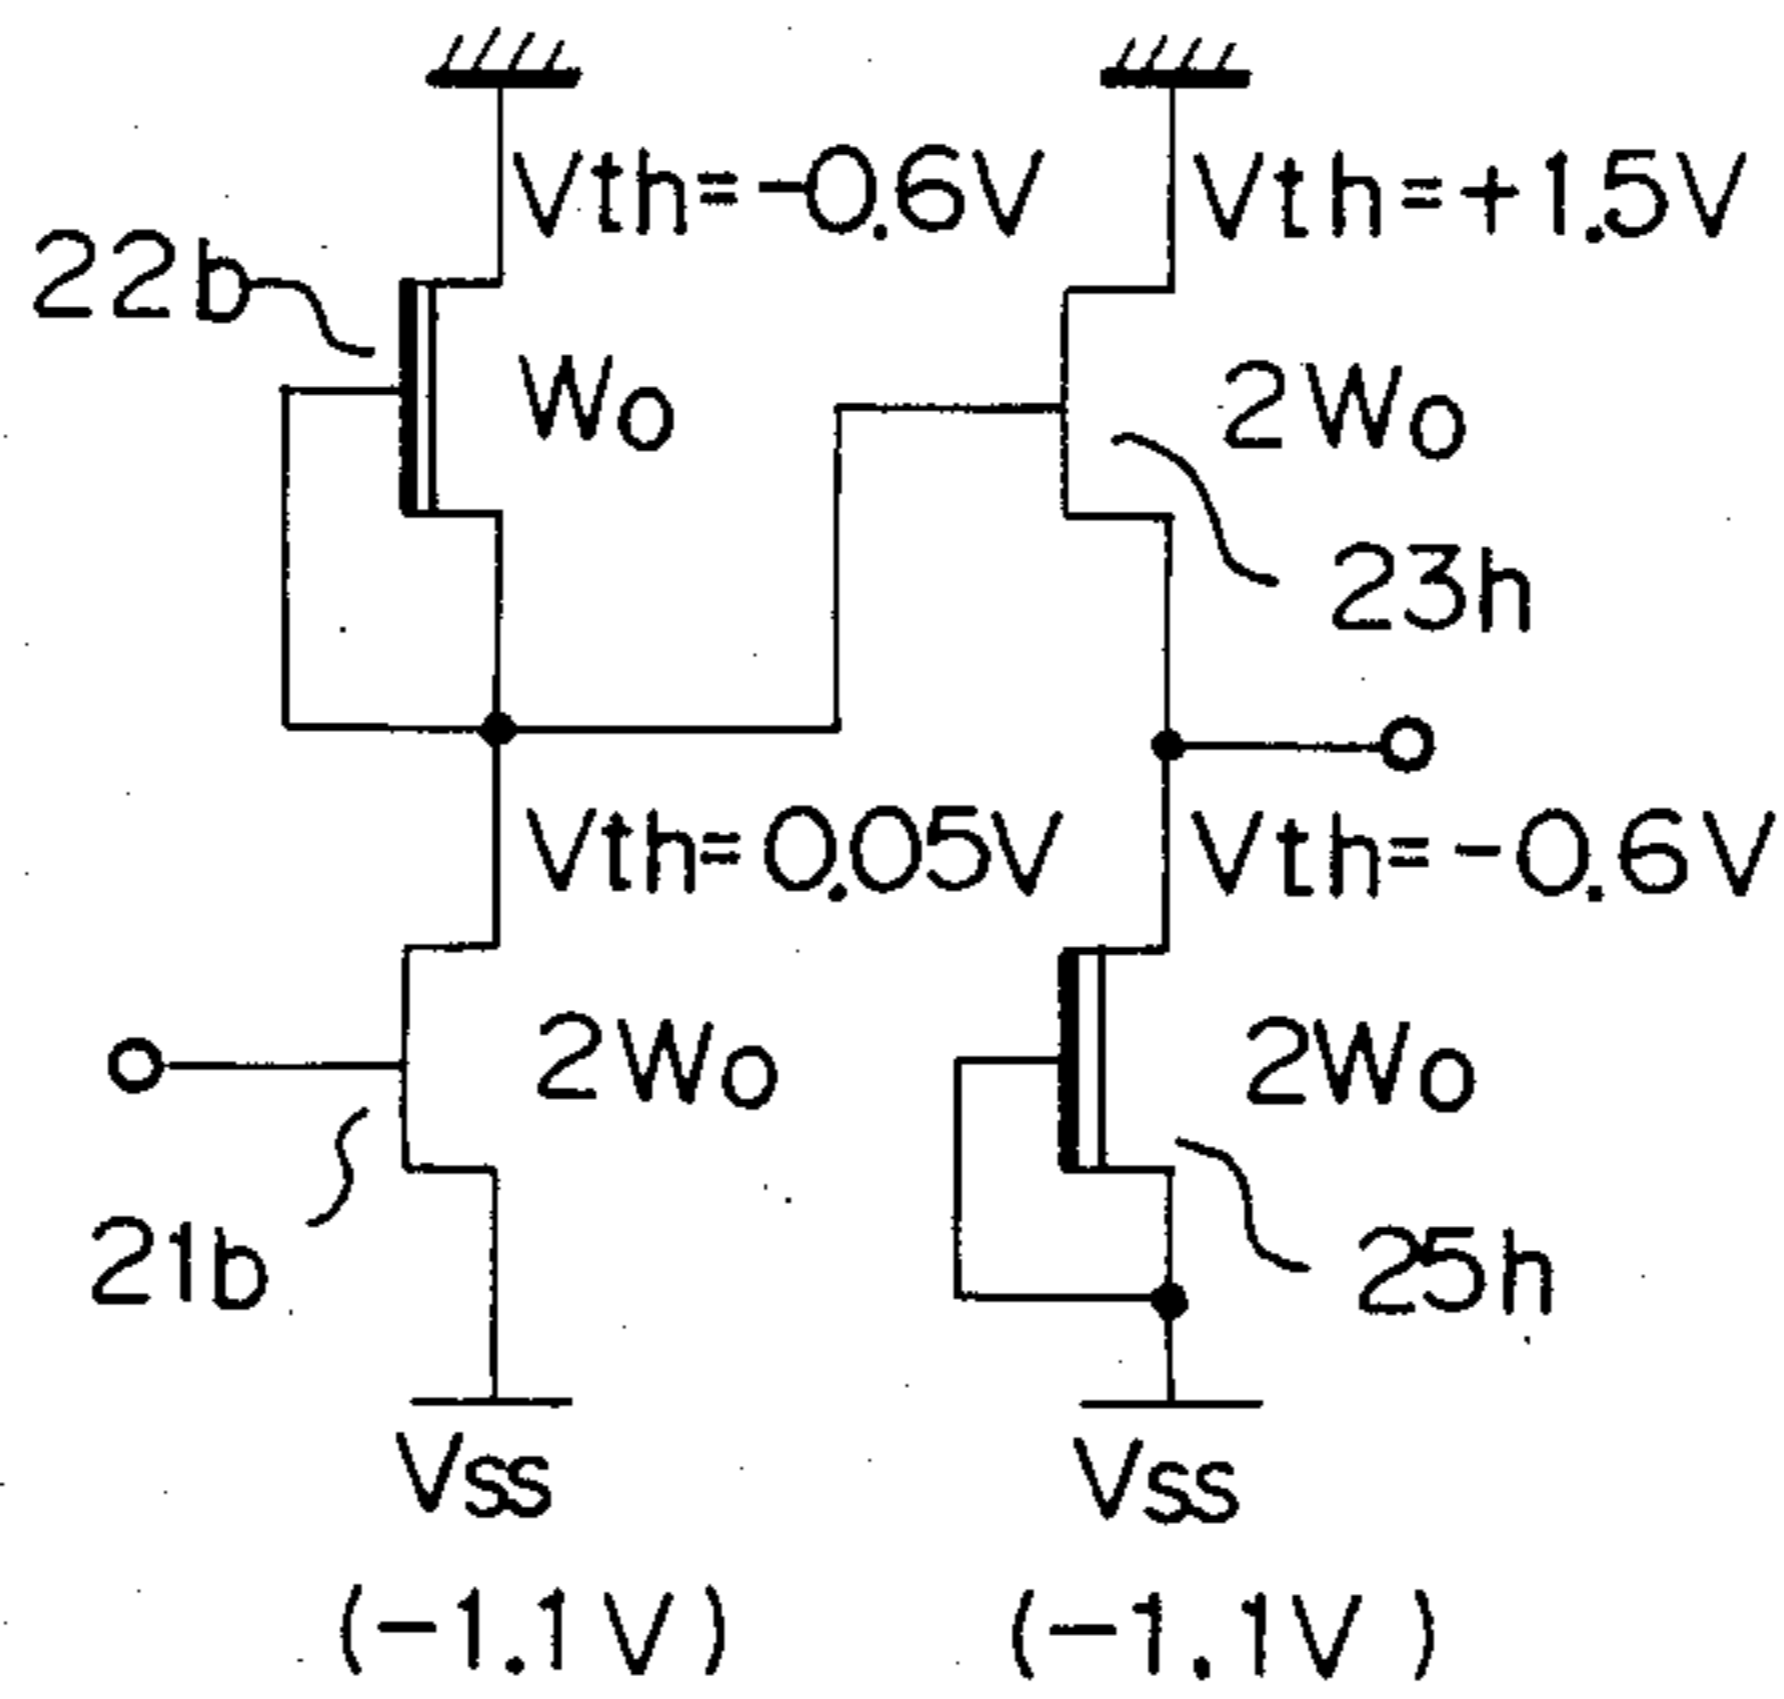 Vth=-0.6V
Vth=+1.5V
22b
Wo
2Wo
23h
Vth=0.05V
Vth=-0.6V
2Wo
2Wo
21b
25h
Vss
Vss
(-1.1V)
(-1.1V)